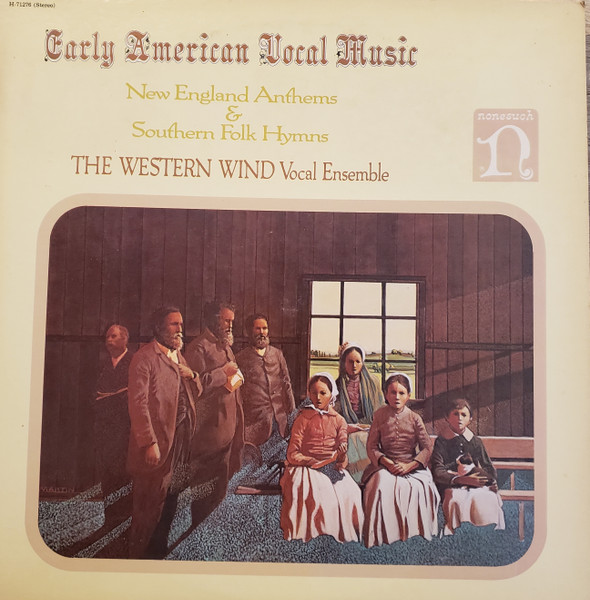 H-71276 (Stereo)
Early American Vocal Music
New England Anthems
&
Southern Folk Hymns
nonesuch
n
THE WESTERN WIND Vocal Ensemble